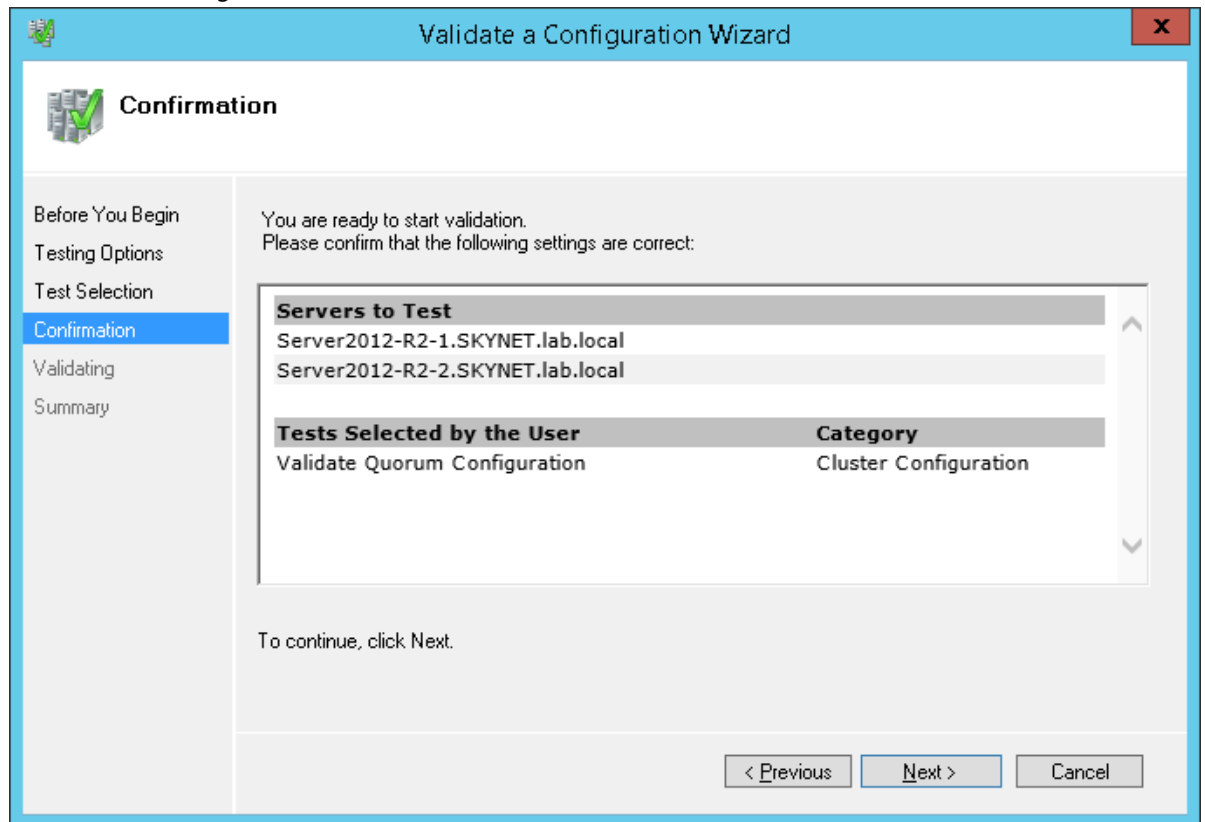 Validate a Configuration Wizard
X
Confirmation
Before You Begin
Testing Options
Test Selection
Confirmation
Validating
Summary
You are ready to start validation.
Please confirm that the following settings are correct:
Servers to Test
Server2012-R2-1.SKYNET.lab.local
Server2012-R2-2.SKYNET.lab.local
Tests Selected by the User Category
Validate Quorum Configuration Cluster Configuration
To continue, click Next.
< Previous Next > Cancel